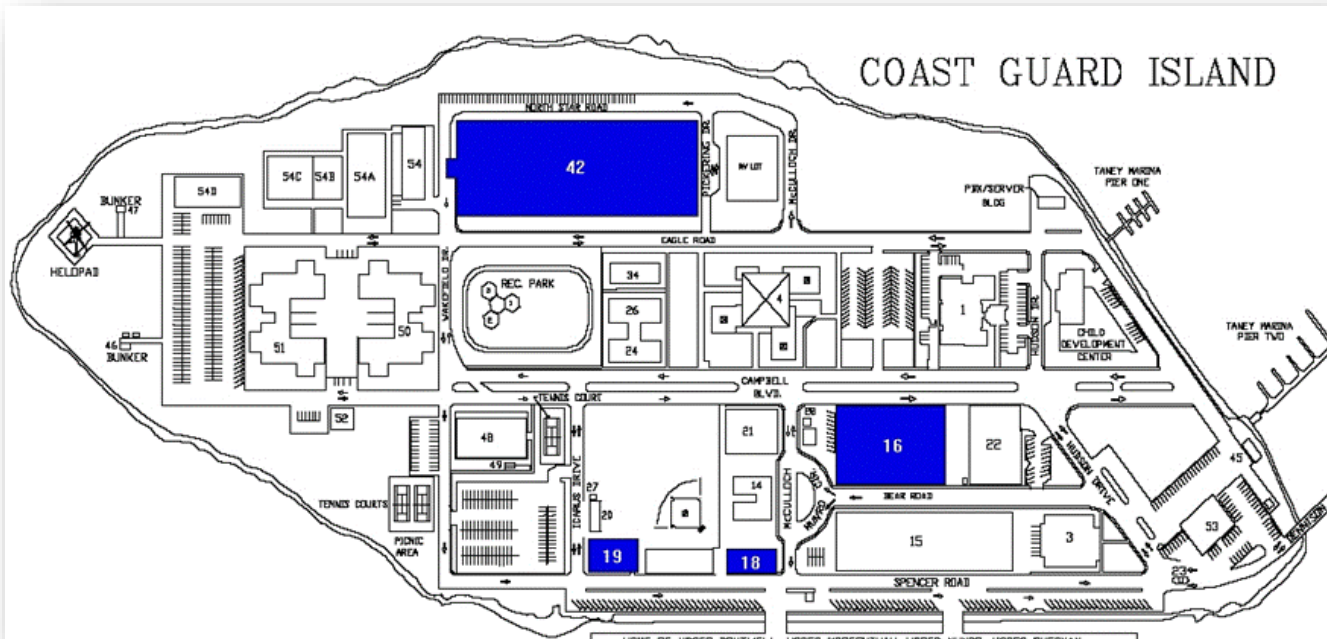 COAST GUARD ISLAND
NORTH STAR ROAD
42
PICKERING DR.
RV LOT
McCULLOCH DR.
54
54A
54B
54C
54D
BUNKER
47
HELOPAD
PBX/SERVER
BLDG
TANEY MARINA
PIER ONE
EAGLE ROAD
WAKEFIELD DR.
REC. PARK
34
26
24
4
1
HUDSON DR.
CHILD
DEVELOPMENT
CENTER
TANEY MARINA
PIER TWO
51
50
46
BUNKER
52
CAMPBELL
BLVD.
TENNIS COURT
48
49
ICARUS DRIVE
27
20
21
14
McCULLOCH
16
22
HUDSON DRIVE
45
BEAR ROAD
TENNIS COURTS
PICNIC
AREA
19
18
15
3
53
23
SPENCER ROAD